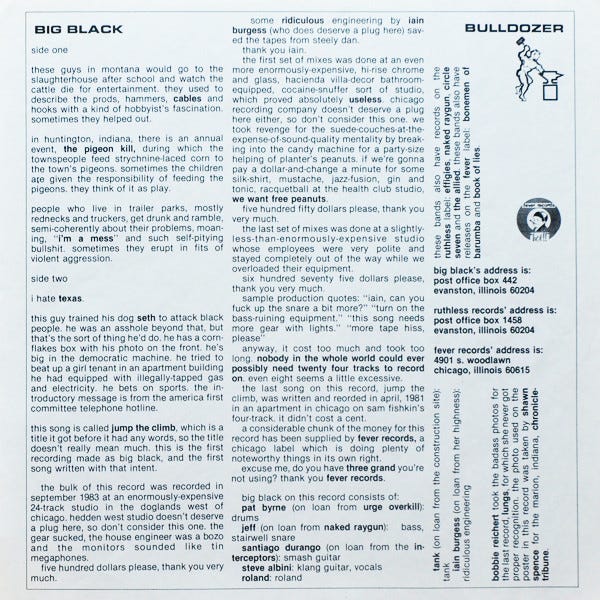 BIG BLACK
side one
these guys in montana would go to the
slaughterhouse after school and watch the
cattle die for entertainment. they used to
describe the prods, hammers, cables and
hooks with a kind of hobbyist's fascination.
sometimes they helped out.
in huntington, indiana, there is an annual
event, the pigeon kill, during which the
townspeople feed strychnine-laced corn to
the town's pigeons. sometimes the children
are given the responsibility of feeding the
pigeons. they think of it as play.
people who live in trailer parks, mostly
rednecks and truckers, get drunk and ramble,
semi-coherently about their problems, moan-
ing, "i'm a mess" and such self-pitying
bullshit. sometimes they erupt in fits of
violent aggression.
side two
i hate texas.
this guy trained his dog seth to attack black
people. he was an asshole beyond that, but
that's the sort of thing he'd do. he has a corn-
flakes box with his photo on the front. he's
big in the democratic machine. he tried to
beat up a girl tenant in an apartment building
he had equipped with illegally-tapped gas
and electricity. he bets on sports. the in-
troductory message is from the america first
committee telephone hotline.
this song is called jump the climb, which is a
title it got before it had any words, so the title
doesn't really mean much. this is the first
recording made as big black, and the first
song written with that intent.
the bulk of this record was recorded in
september 1983 at an enormously-expensive
24-track studio in the doglands west of
chicago. hedden west studio doesn't deserve
a plug here, so don't consider this one. the
gear sucked, the house engineer was a bozo
and the monitors sounded like tin
megaphones.
five hundred dollars please, thank you very
much.
some ridiculous engineering by iain
burgess (who does deserve a plug here) sav-
ed the tapes from steely dan.
thank you iain.
the first set of mixes was done at an even
more enormously-expensive, hi-rise chrome and
glass, hacienda villa-decor bathroom-
equipped, cocaine-snuffer sort of studio,
which proved absolutely useless. chicago
recording company doesn't deserve a plug
here either, so don't consider this one. we
took revenge for the suede-couches-at-the-
expense-of-sound-quality mentality by break-
ing into the candy machine for a party-size
helping of planter's peanuts. if we're gonna
pay a dollar-and-change a minute for some
silk-shirt, mustache, jazz-fusion, gin and
tonic, racquetball at the health club studio,
we want free peanuts.
five hundred fifty dollars please, thank you
very much.
the last set of mixes was done at a slightly-
less-than-enormously-expensive studio
whose employees were very polite and
stayed completely out of the way while we
overloaded their equipment.
six hundred seventy five dollars please,
thank you very much.
sample production quotes: "iain, can you
fuck up the snare a bit more?" "turn on the
bass-ruining equipment." "this song needs
more gear with lights." "more tape hiss,
please"
anyway, it cost too much and took too
long. nobody in the whole world could ever
possibly need twenty four tracks to record
on. even eight seems a little excessive.
the last song on this record, jump the
climb, was written and reorded in april, 1981
in an apartment in chicago on sam fishkin's
four-track. it didn't cost a cent.
a considerable chunk of the money for this
record has been supplied by fever records, a
chicago label which is doing plenty of
noteworthy things in its own right.
excuse me, do you have three grand you're
not using? thank you fever records.
big black on this record consists of:
pat byrne (on loan from urge overkill):
drums
jeff (on loan from naked raygun): bass,
stairwell snare
santiago durango (on loan from the in-
terceptors): smash guitar
steve albini: klang guitar, vocals
roland: roland
BULLDOZER
these bands also have records on the
ruthless label: effigies, naked raygun, circle
seven and the allied. these bands also have
releases on the fever label: bonemen of
barumba and book of lies.
big black's address is:
post office box 442
evanston, illinois 60204
ruthless records' address is:
post office box 1458
evanston, illinois 60204
fever records' address is:
4901 s. woodlawn
chicago, illinois 60615
tank (on loan from the construction site):
tank
iain burgess (on loan from her highness):
ridiculous engineering
bobbie reichert took the badass photos for
the last record, lungs, for which she never got
proper recognition. the photo used on the
poster in this record was taken by shawn
spence for the marion, indiana, chronicle-
tribune.